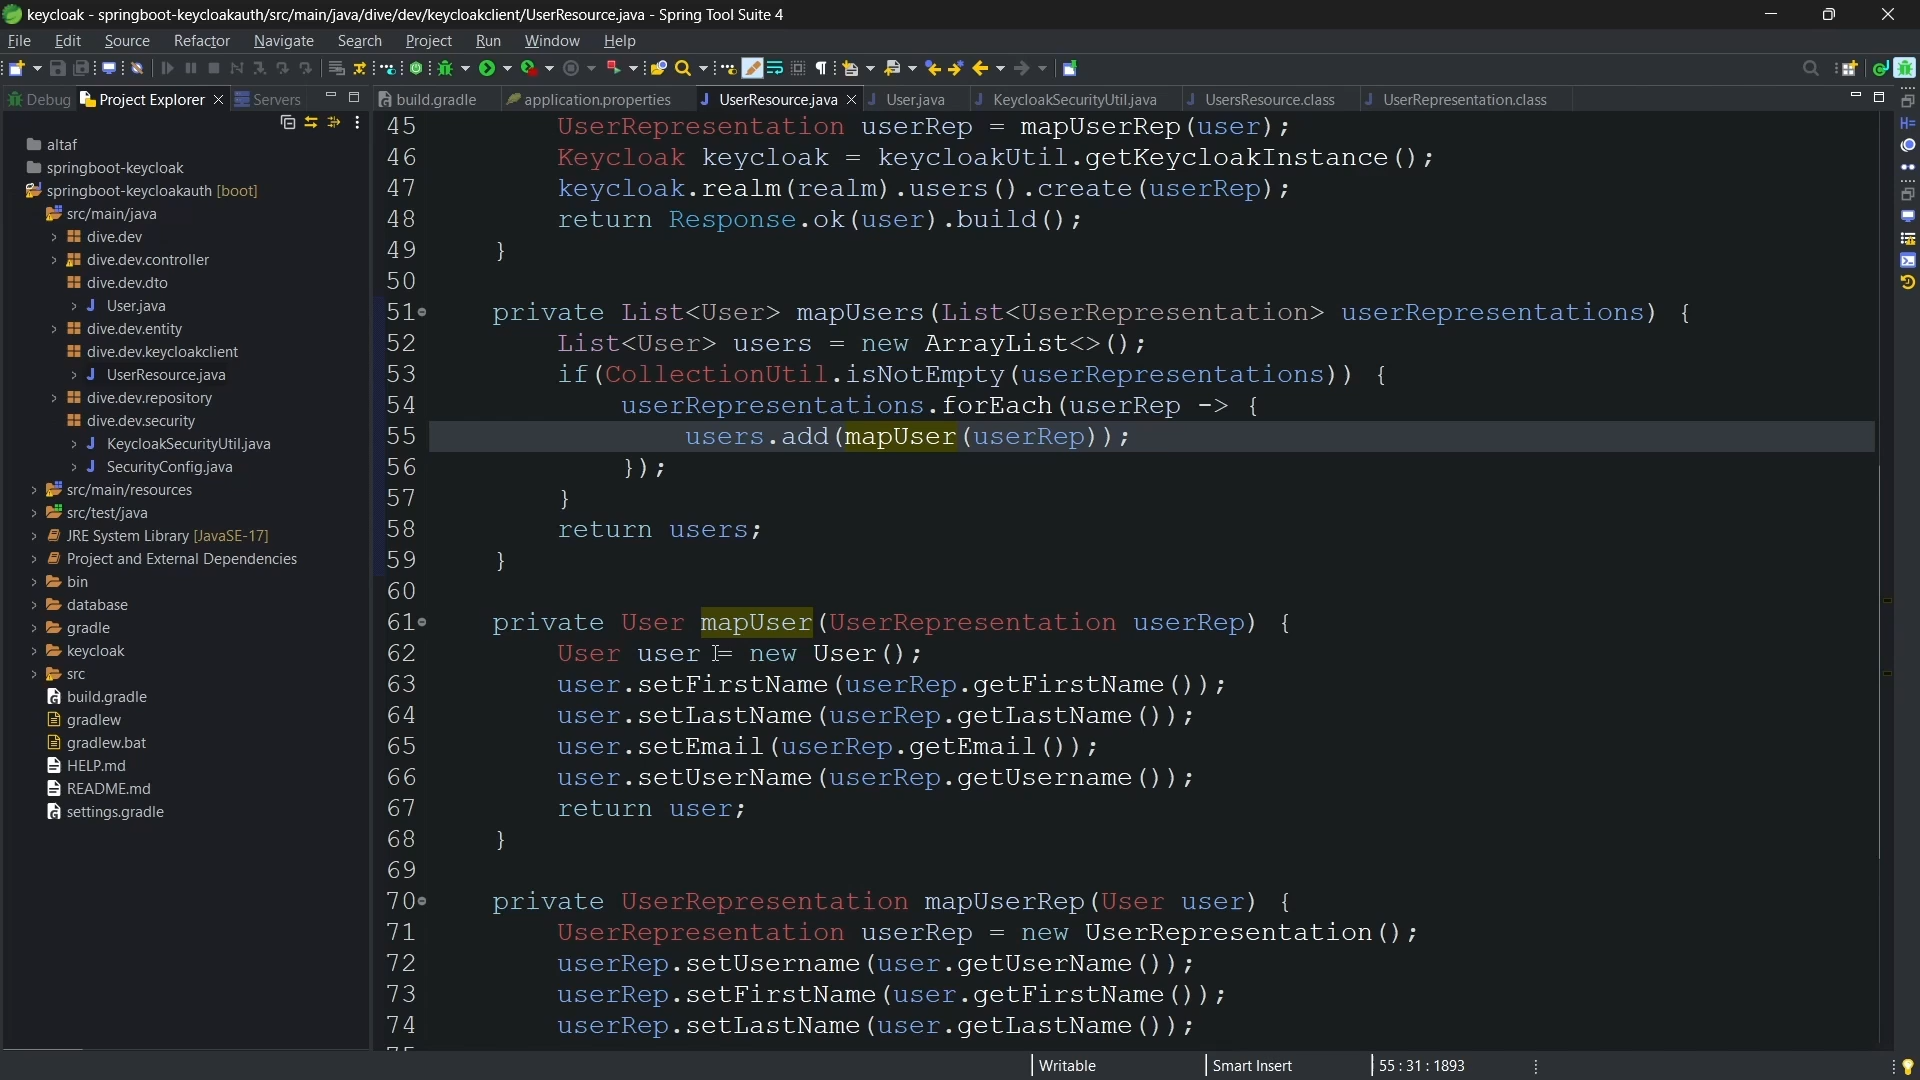 keycloak - springboot-keycloakauth/src/main/java/dive/dev/keycloakclient/UserResource.java - Spring Tool Suite 4
File Edit Source Refactor Navigate Search Project Run Window Help
Debug Project Explorer Servers
build.gradle application.properties UserResource.java User.java KeycloakSecurityUtil.java UsersResource.class UserRepresentation.class
altaf
springboot-keycloak
springboot-keycloakauth [boot]
src/main/java
dive.dev
dive.dev.controller
dive.dev.dto
User.java
dive.dev.entity
dive.dev.keycloakclient
UserResource.java
dive.dev.repository
dive.dev.security
KeycloakSecurityUtil.java
SecurityConfig.java
src/main/resources
src/test/java
JRE System Library [JavaSE-17]
Project and External Dependencies
bin
database
gradle
keycloak
src
build.gradle
gradlew
gradlew.bat
HELP.md
README.md
settings.gradle
45 UserRepresentation userRep = mapUserRep(user);
46 Keycloak keycloak = keycloakUtil.getKeycloakInstance();
47 keycloak.realm(realm).users().create(userRep);
48 return Response.ok(user).build();
49 }
50
51 private List<User> mapUsers(List<UserRepresentation> userRepresentations) {
52 List<User> users = new ArrayList<>();
53 if(CollectionUtil.isNotEmpty(userRepresentations)) {
54 userRepresentations.forEach(userRep -> {
55 users.add(mapUser(userRep));
56 });
57 }
58 return users;
59 }
60
61 private User mapUser(UserRepresentation userRep) {
62 User user = new User();
63 user.setFirstName(userRep.getFirstName());
64 user.setLastName(userRep.getLastName());
65 user.setEmail(userRep.getEmail());
66 user.setUserName(userRep.getUsername());
67 return user;
68 }
69
70 private UserRepresentation mapUserRep(User user) {
71 UserRepresentation userRep = new UserRepresentation();
72 userRep.setUsername(user.getUserName());
73 userRep.setFirstName(user.getFirstName());
74 userRep.setLastName(user.getLastName());
Writable Smart Insert 55 : 31 : 1893